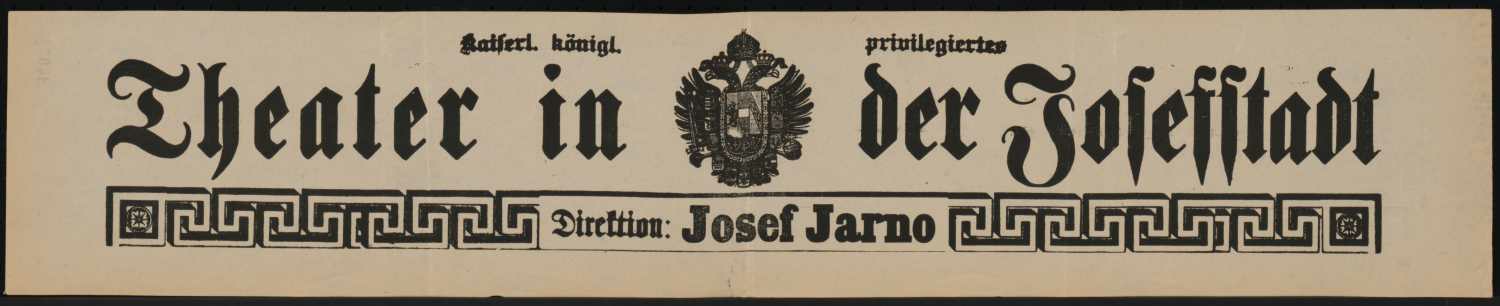 Kaiserl. königl. privilegiertes
Theater in der Josefstadt
Direktion: Josef Jarno